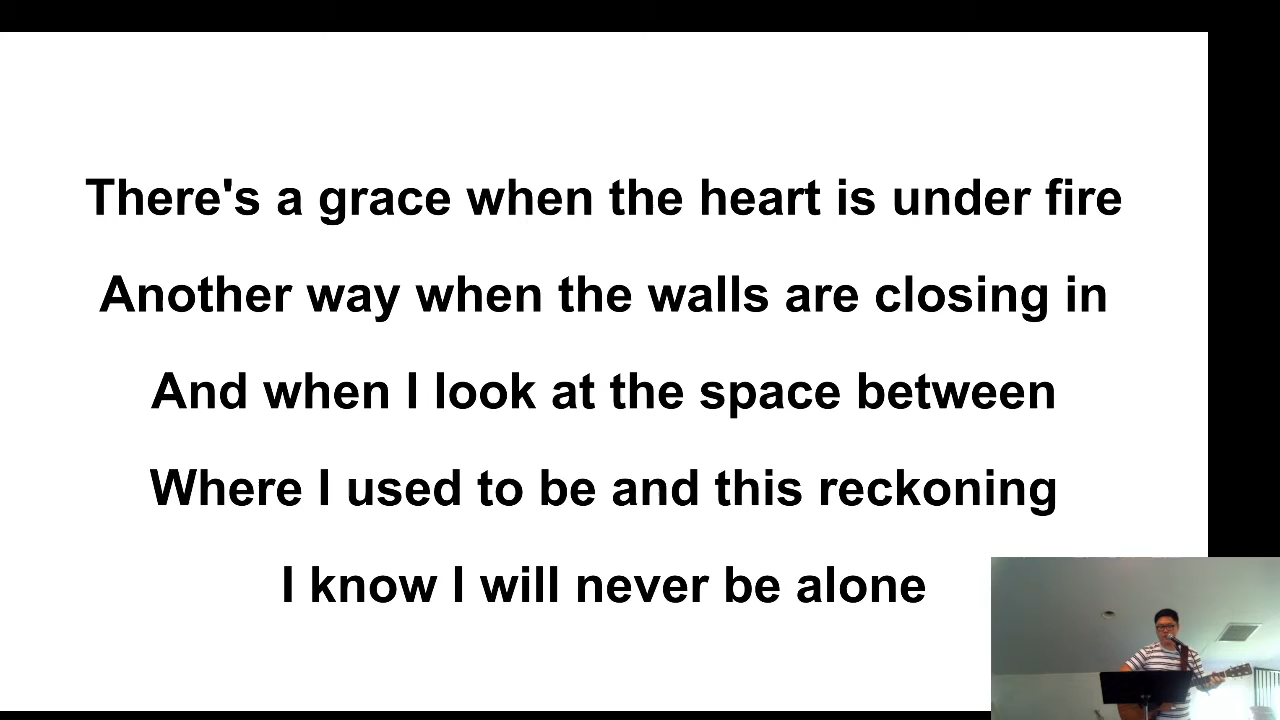 There's a grace when the heart is under fire
Another way when the walls are closing in
And when I look at the space between
Where I used to be and this reckoning
I know I will never be alone